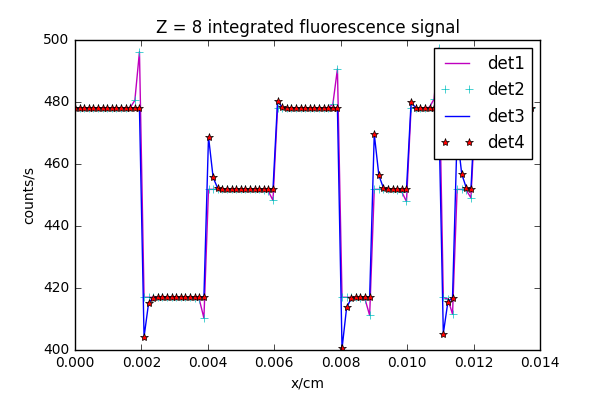 Z = 8 integrated fluorescence signal
500
480
460
440
420
400
counts/s
det1
det2
det3
det4
0.000 0.002 0.004 0.006 0.008 0.010 0.012 0.014
x/cm